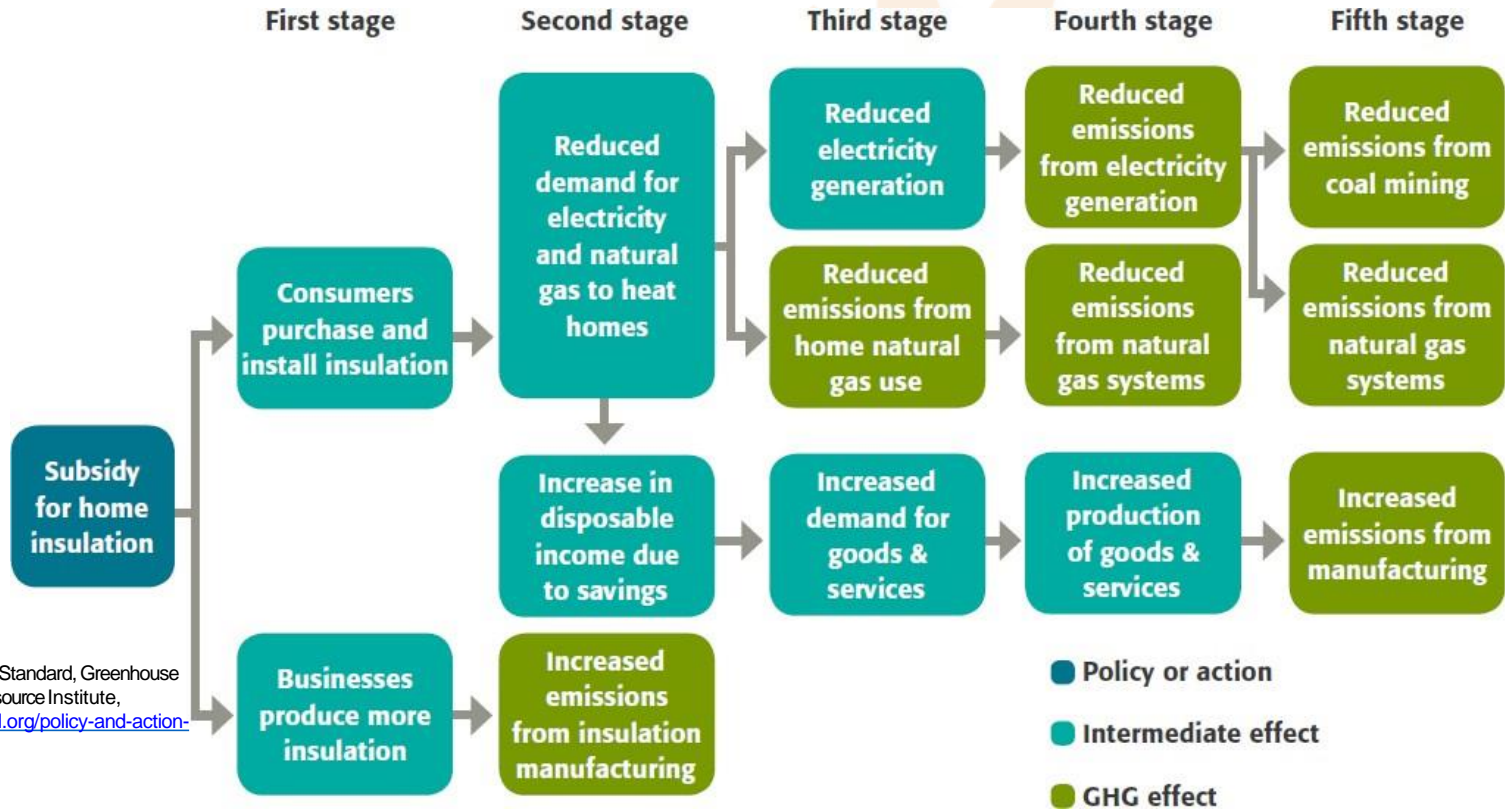 First stage
Second stage
Third stage
Fourth stage
Fifth stage
Subsidy
for home
insulation
Consumers
purchase and
install insulation
Reduced
demand for
electricity
and natural
gas to heat
homes
Reduced
electricity
generation
Reduced
emissions
from electricity
generation
Reduced
emissions from
coal mining
Reduced
emissions from
home natural
gas use
Reduced
emissions
from natural
gas systems
Reduced
emissions from
natural gas
systems
Increase in
disposable
income due
to savings
Increased
demand for
goods &
services
Increased
production
of goods &
services
Increased
emissions from
manufacturing
Businesses
produce more
insulation
Increased
emissions
from insulation
manufacturing
Standard, Greenhouse
source Institute,
l.org/policy-and-action-
Policy or action
Intermediate effect
GHG effect